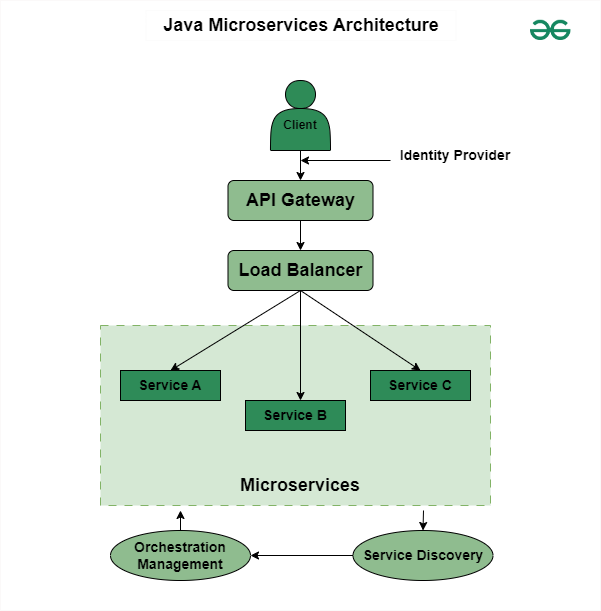 Java Microservices Architecture
Client
Identity Provider
API Gateway
Load Balancer
Service A
Service B
Service C
Microservices
Orchestration
Management
Service Discovery